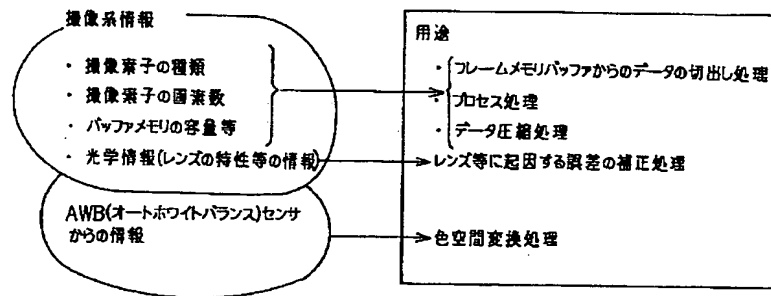 撮像系情報
・ 撮像素子の種類
・ 撮像素子の画素数
・ バッファメモリの容量等
・ 光学情報(レンズの特性等の情報)
AWB(オートホワイトバランス)センサ
からの情報
用途
・フレームメモリバッファからのデータの切出し処理
・プロセス処理
・データ圧縮処理
レンズ等に起因する誤差の補正処理
色空間変換処理